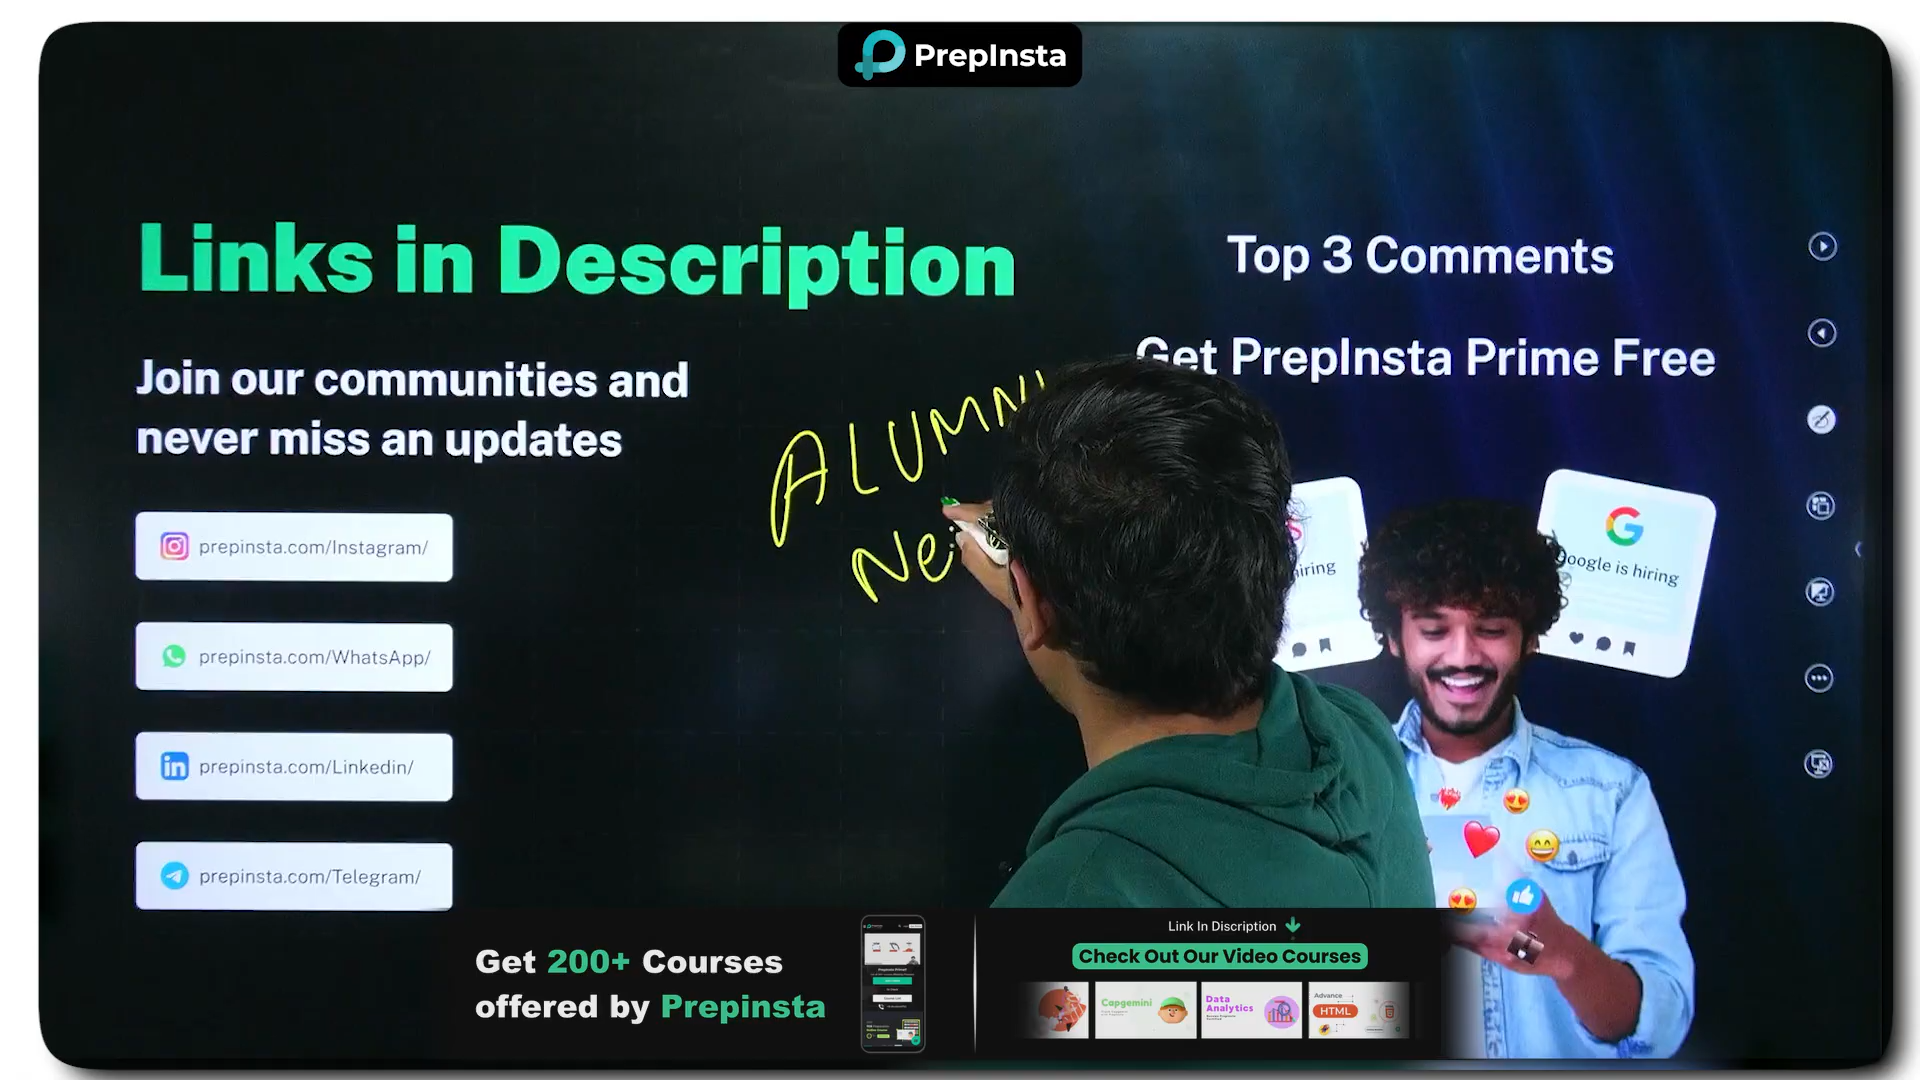 PrepInsta
Links in Description
Join our communities and
never miss an updates
prepinsta.com/Instagram/
prepinsta.com/WhatsApp/
prepinsta.com/Linkedin/
prepinsta.com/Telegram/
ALUMNI
Ne
Top 3 Comments
Get PrepInsta Prime Free
hiring
Google is hiring
Get 200+ Courses
offered by Prepinsta
Link In Discription
Check Out Our Video Courses
Capgemini
Data
Analytics
Advance
HTML